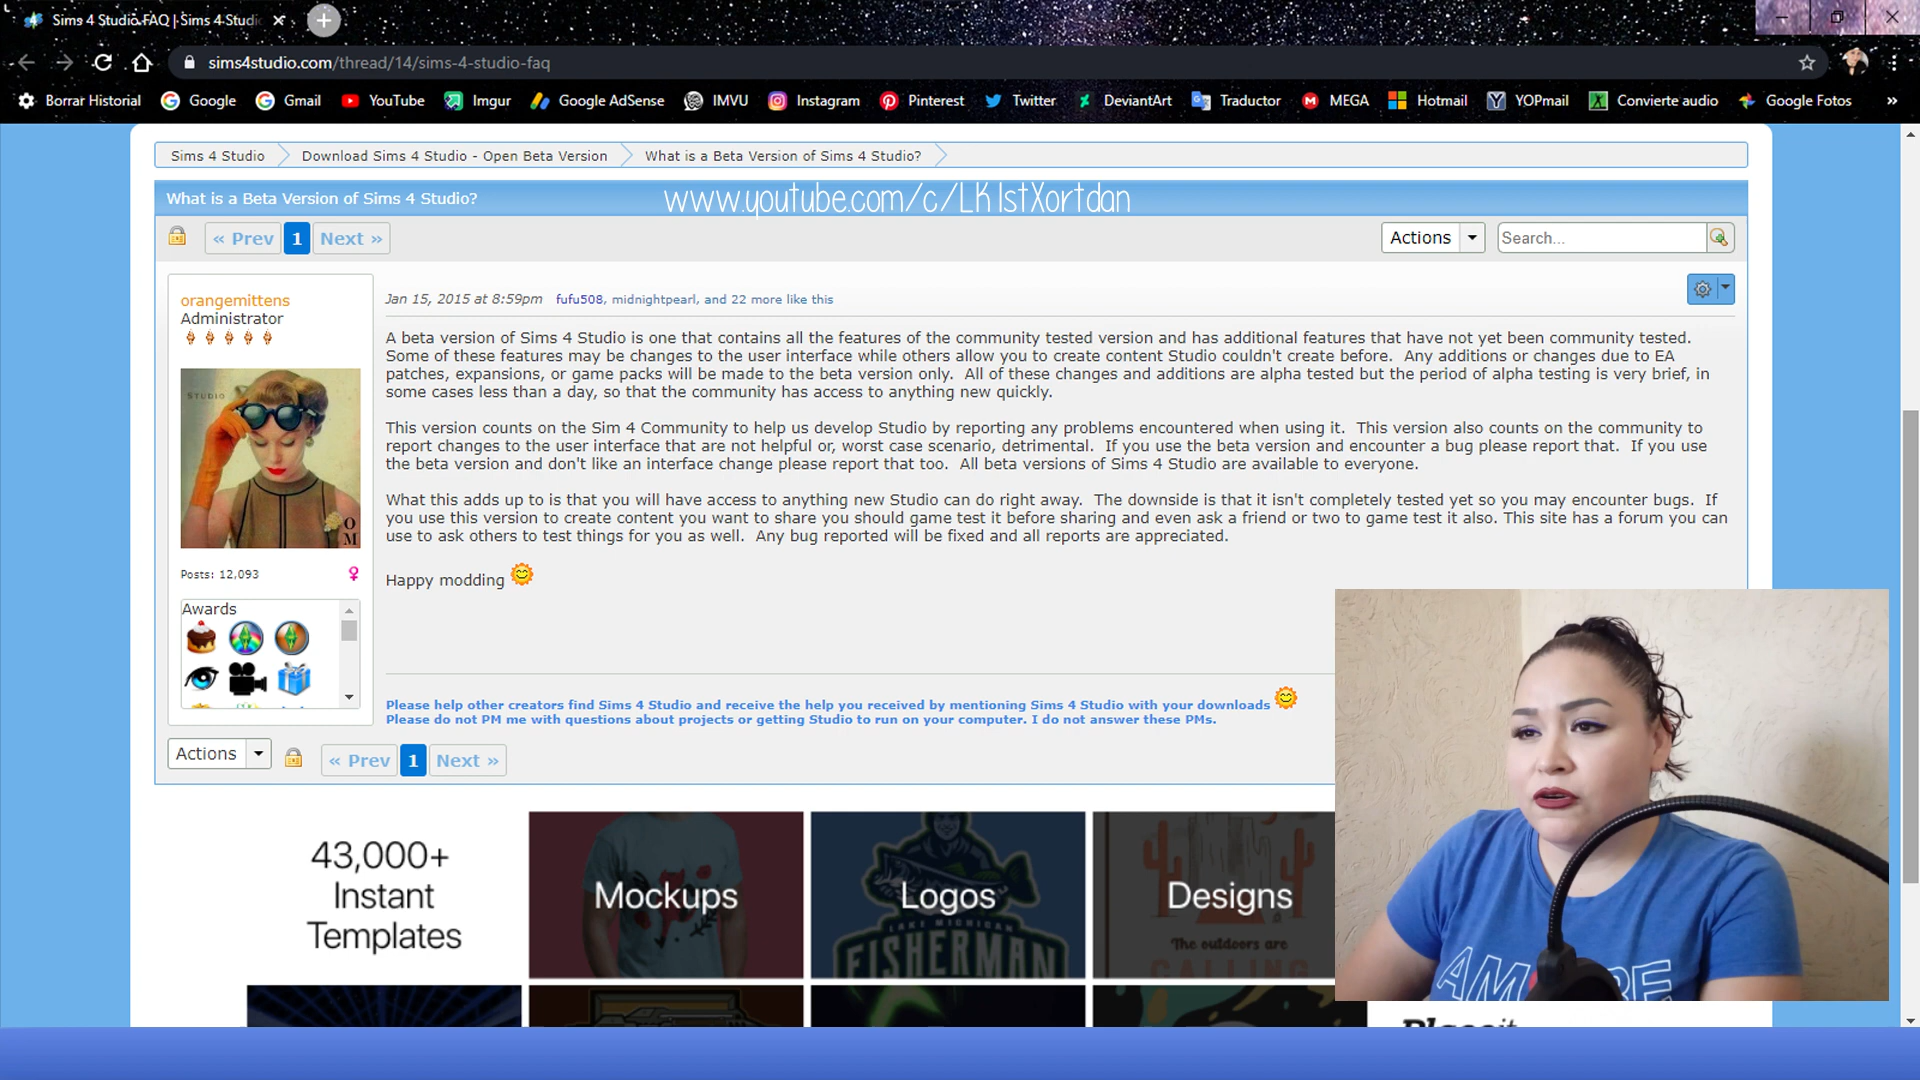 Sims 4 Studio FAQ | Sims 4 Studio
sims4studio.com/thread/14/sims-4-studio-faq
Borrar Historial Google Gmail YouTube Imgur Google AdSense IMVU Instagram Pinterest Twitter DeviantArt Traductor MEGA Hotmail YOPmail Convierte audio Google Fotos »
Sims 4 Studio Download Sims 4 Studio - Open Beta Version What is a Beta Version of Sims 4 Studio?
What is a Beta Version of Sims 4 Studio?
www.youtube.com/c/LK1stXortdan
« Prev 1 Next » Actions Search...
orangemittens
Administrator
STUDIO
O
M
Posts: 12,093
Awards
Jan 15, 2015 at 8:59pm fufu508, midnightpearl, and 22 more like this
A beta version of Sims 4 Studio is one that contains all the features of the community tested version and has additional features that have not yet been community tested.
Some of these features may be changes to the user interface while others allow you to create content Studio couldn't create before. Any additions or changes due to EA
patches, expansions, or game packs will be made to the beta version only. All of these changes and additions are alpha tested but the period of alpha testing is very brief, in
some cases less than a day, so that the community has access to anything new quickly.
This version counts on the Sim 4 Community to help us develop Studio by reporting any problems encountered when using it. This version also counts on the community to
report changes to the user interface that are not helpful or, worst case scenario, detrimental. If you use the beta version and encounter a bug please report that. If you use
the beta version and don't like an interface change please report that too. All beta versions of Sims 4 Studio are available to everyone.
What this adds up to is that you will have access to anything new Studio can do right away. The downside is that it isn't completely tested yet so you may encounter bugs. If
you use this version to create content you want to share you should game test it before sharing and even ask a friend or two to game test it also. This site has a forum you can
use to ask others to test things for you as well. Any bug reported will be fixed and all reports are appreciated.
Happy modding
Please help other creators find Sims 4 Studio and receive the help you received by mentioning Sims 4 Studio with your downloads
Please do not PM me with questions about projects or getting Studio to run on your computer. I do not answer these PMs.
Actions « Prev 1 Next »
43,000+
Instant
Templates
Mockups
Logos
LAKE MICHIGAN
FISHERMAN
Designs
The outdoors are
CALLING